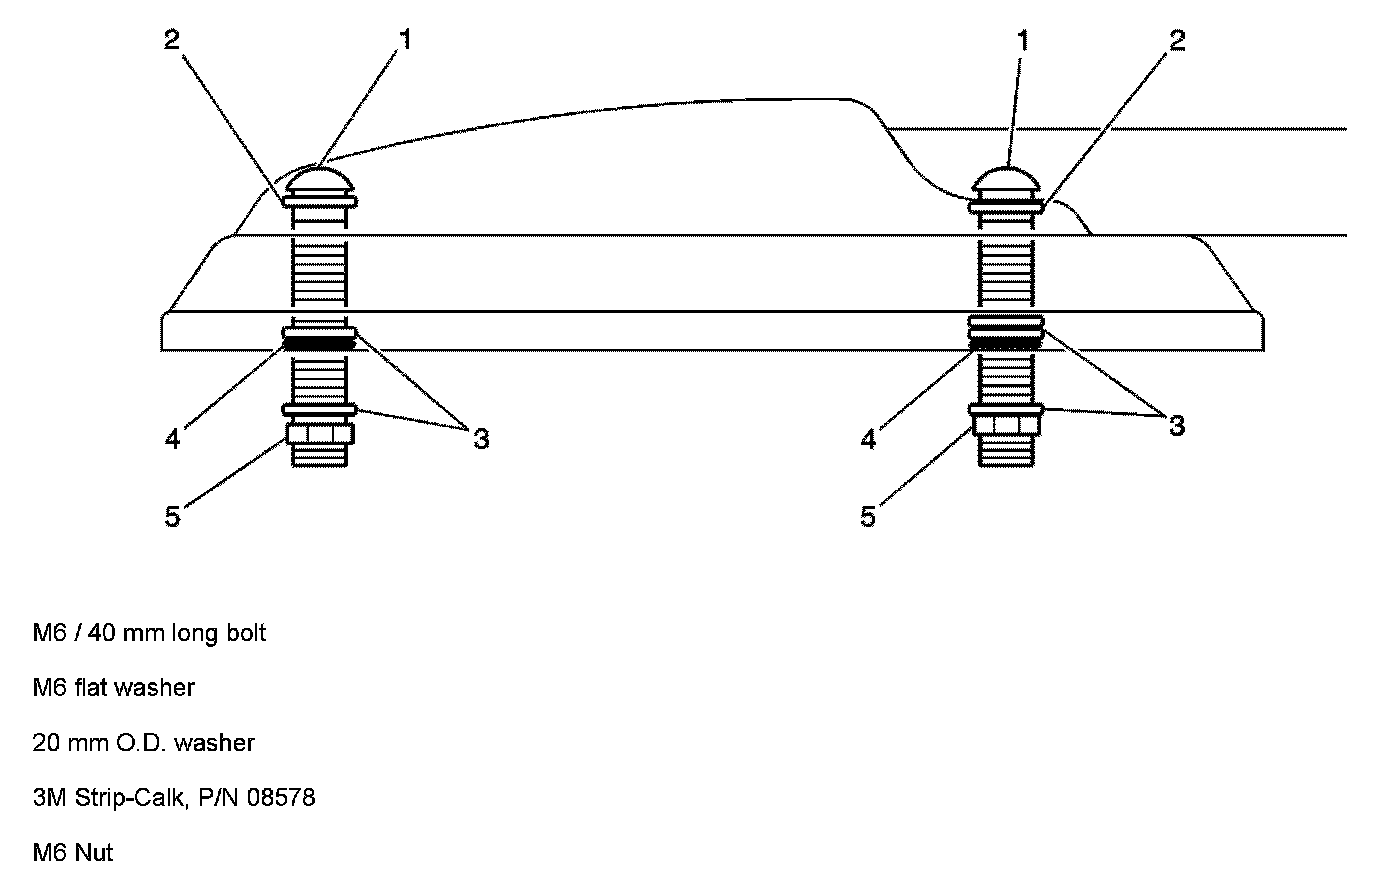 2 1 1 2
4 3 4 3
5 5
M6 / 40 mm long bolt
M6 flat washer
20 mm O.D. washer
3M Strip-Calk, P/N 08578
M6 Nut